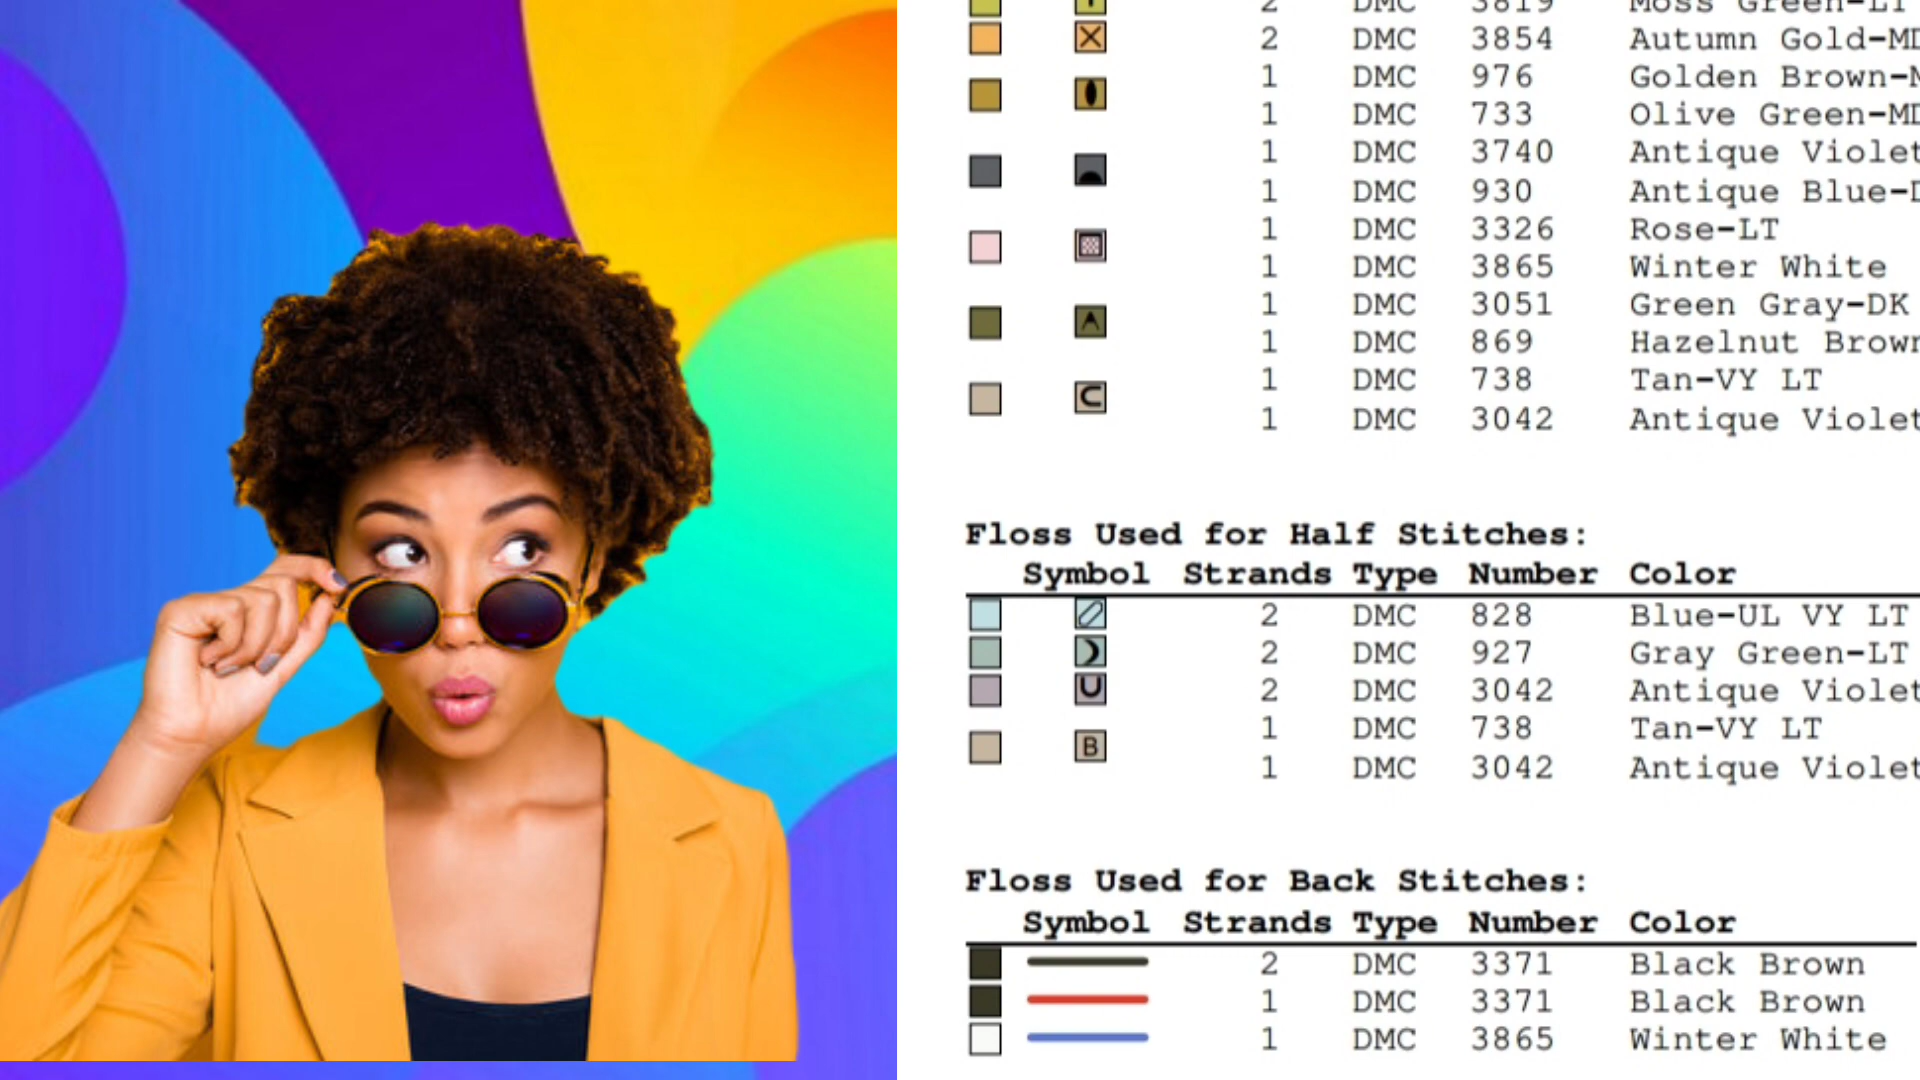 2 DMC 3819 Moss Green-LT
2 DMC 3854 Autumn Gold-MD
1 DMC 976 Golden Brown-M
1 DMC 733 Olive Green-MD
1 DMC 3740 Antique Violet
1 DMC 930 Antique Blue-D
1 DMC 3326 Rose-LT
1 DMC 3865 Winter White
A 1 DMC 3051 Green Gray-DK
1 DMC 869 Hazelnut Brown
C 1 DMC 738 Tan-VY LT
1 DMC 3042 Antique Violet
Floss Used for Half Stitches:
Symbol Strands Type Number Color
2 DMC 828 Blue-UL VY LT
2 DMC 927 Gray Green-LT
U 2 DMC 3042 Antique Violet
B 1 DMC 738 Tan-VY LT
1 DMC 3042 Antique Violet
Floss Used for Back Stitches:
Symbol Strands Type Number Color
2 DMC 3371 Black Brown
1 DMC 3371 Black Brown
1 DMC 3865 Winter White